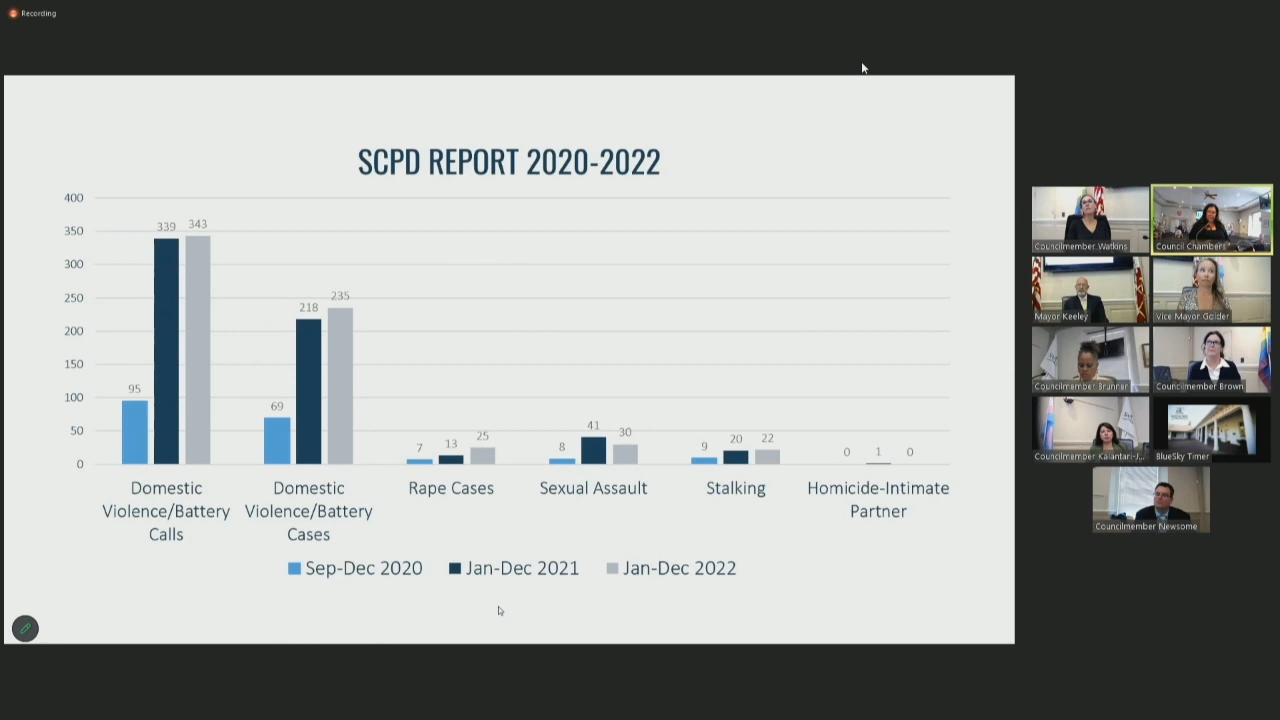 Recording
SCPD REPORT 2020-2022
400
350
300
250
200
150
100
50
0
339
343
95
218
235
69
7
13
25
8
41
30
9
20
22
0
1
0
Domestic
Violence/Battery
Calls
Domestic
Violence/Battery
Cases
Rape Cases
Sexual Assault
Stalking
Homicide-Intimate
Partner
Sep-Dec 2020
Jan-Dec 2021
Jan-Dec 2022
Councilmember Watkins
Council Chambers
Mayor Keeley
Vice Mayor Golder
Councilmember Brunner
Councilmember Brown
Councilmember Kalantari-J...
BlueSky Timer
Councilmember Newsome